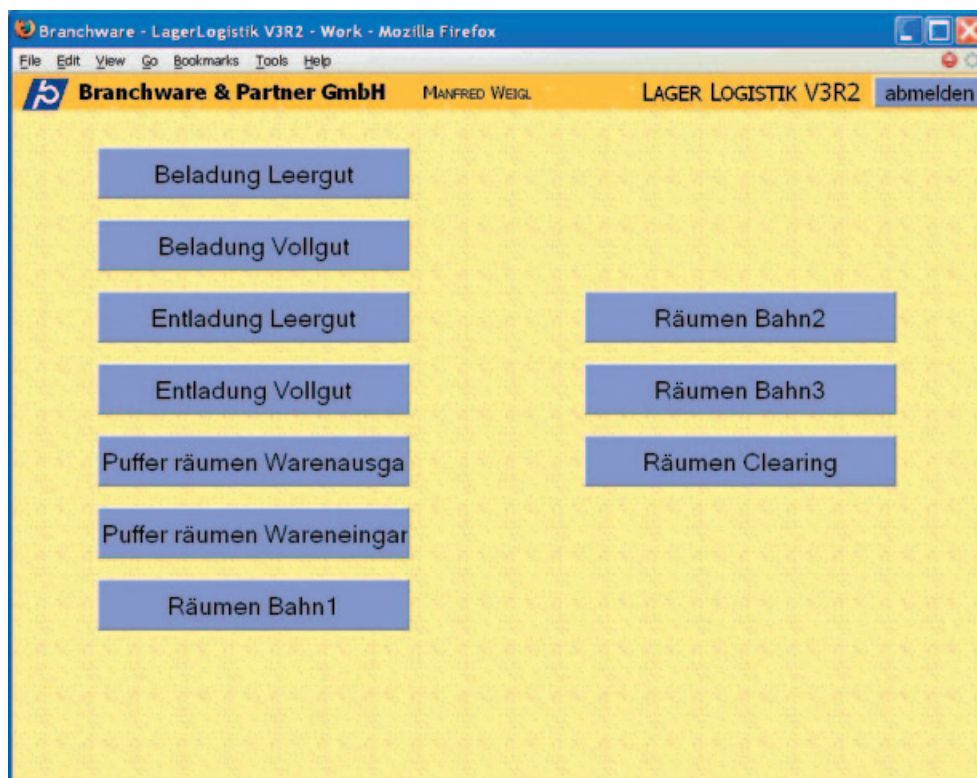 Branchware - LagerLogistik V3R2 - Work - Mozilla Firefox
File Edit View Go Bookmarks Tools Help
Branchware & Partner GmbH MANFRED WEIGL LAGER LOGISTIK V3R2 abmelden
Beladung Leergut
Beladung Vollgut
Entladung Leergut
Entladung Vollgut
Puffer räumen Warenausga
Puffer räumen Wareneingar
Räumen Bahn1
Räumen Bahn2
Räumen Bahn3
Räumen Clearing